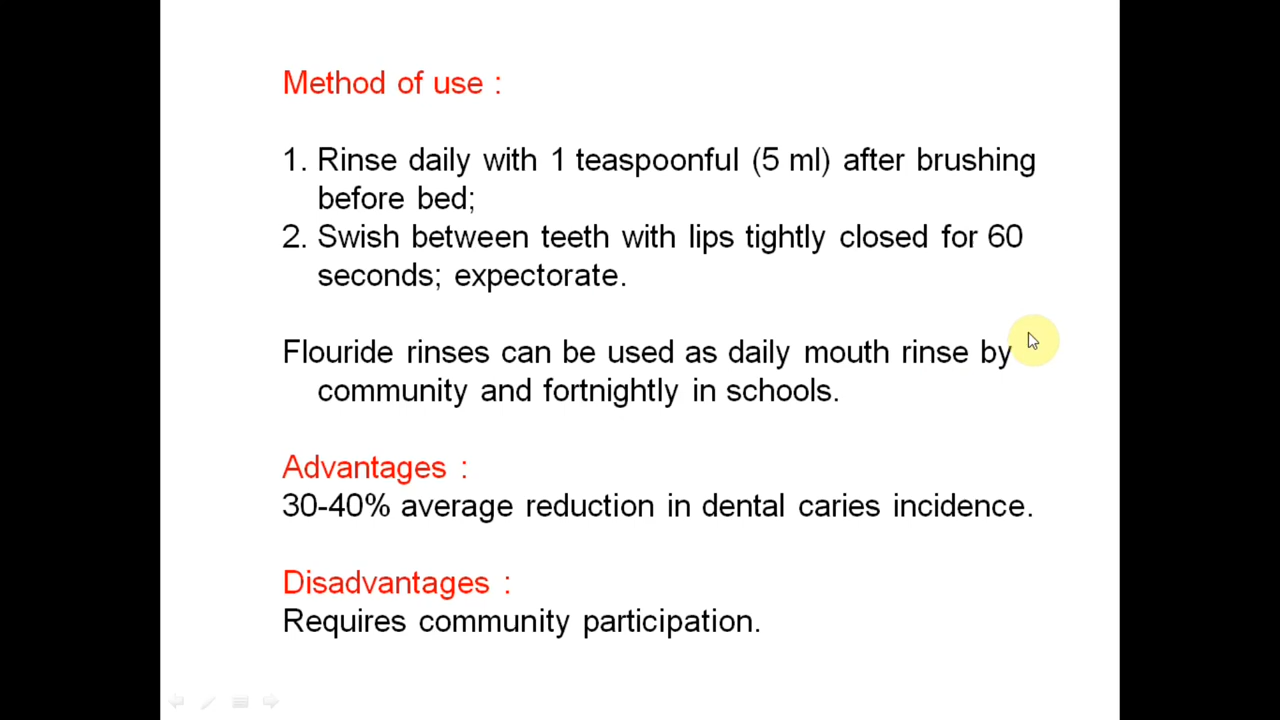 Method of use :
1. Rinse daily with 1 teaspoonful (5 ml) after brushing
before bed;
2. Swish between teeth with lips tightly closed for 60
seconds; expectorate.
Flouride rinses can be used as daily mouth rinse by
community and fortnightly in schools.
Advantages :
30-40% average reduction in dental caries incidence.
Disadvantages :
Requires community participation.